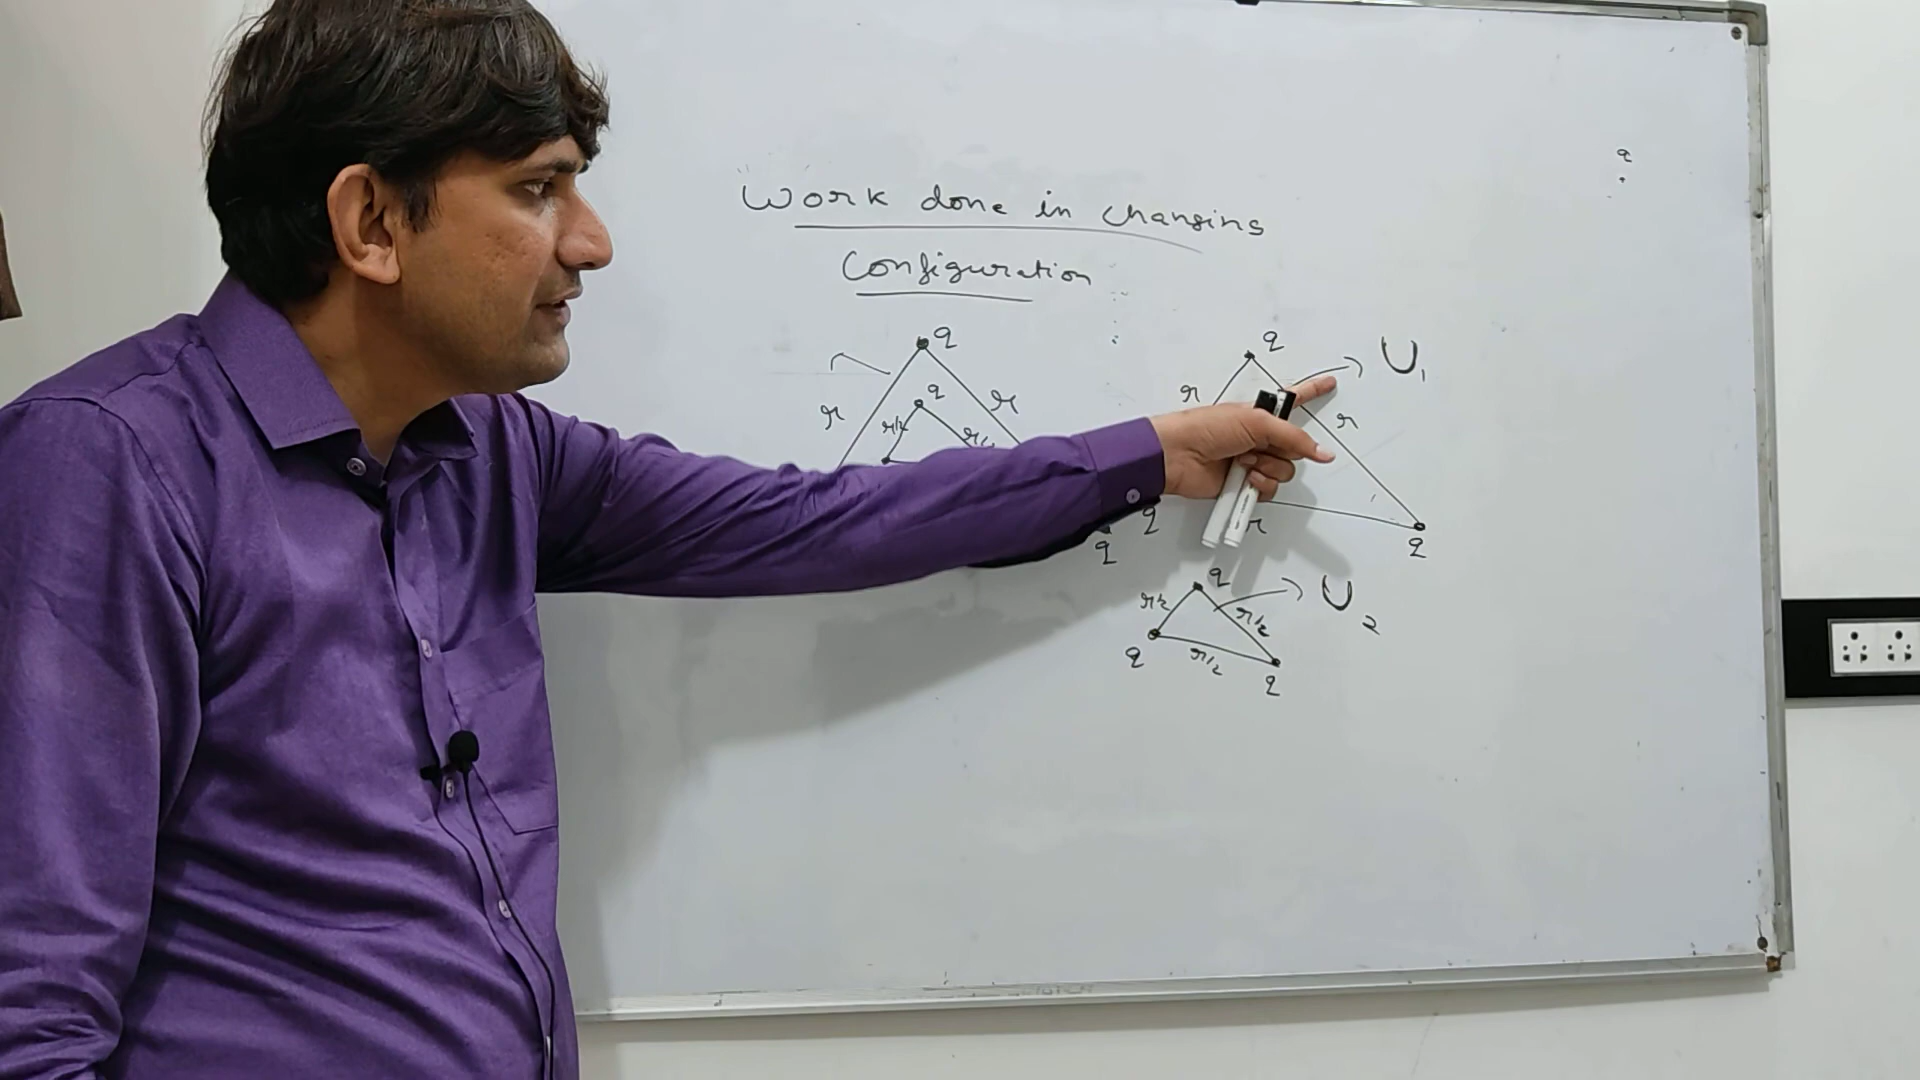 Work done in changing
Configuration
q
q
r
r
q
r/2
r/2
q
q
r
U1
r
q
r
q
q
r/2
r/2
U2
q
r/2
q
q